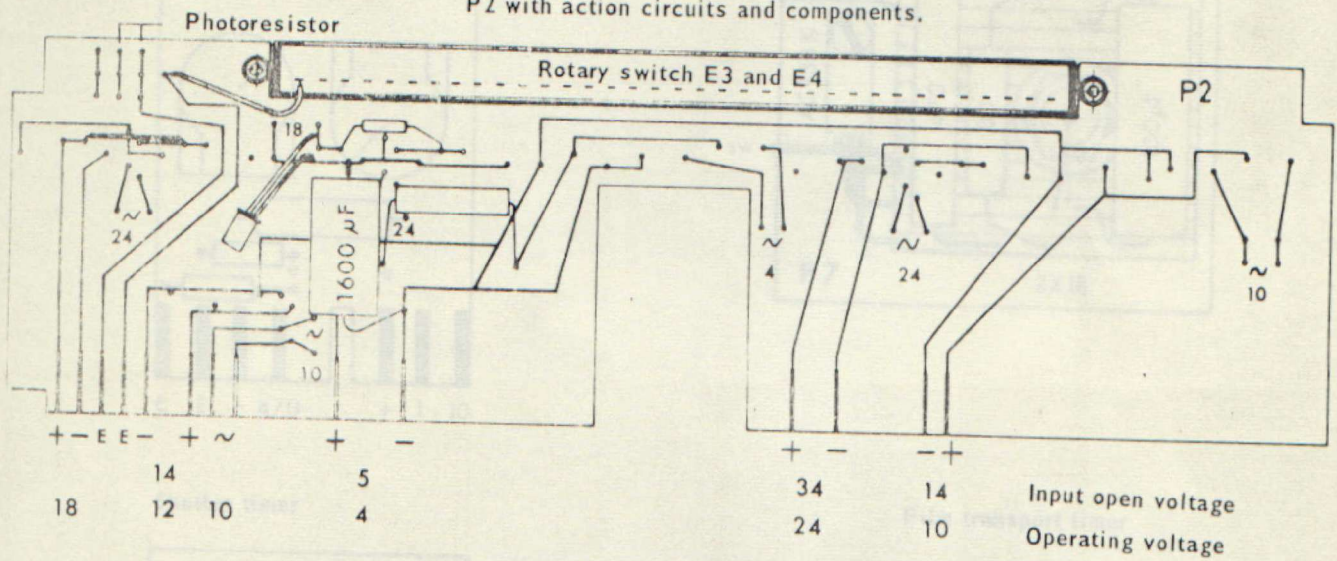 P2 with action circuits and components.
Photoresistor
Rotary switch E3 and E4
P2
18
24
~
24
1600 µF
~
4
~
24
~
10
~
10
+ − E E − + ~ + − + − − +
14 5 34 14 Input open voltage
18 12 10 4 24 10 Operating voltage